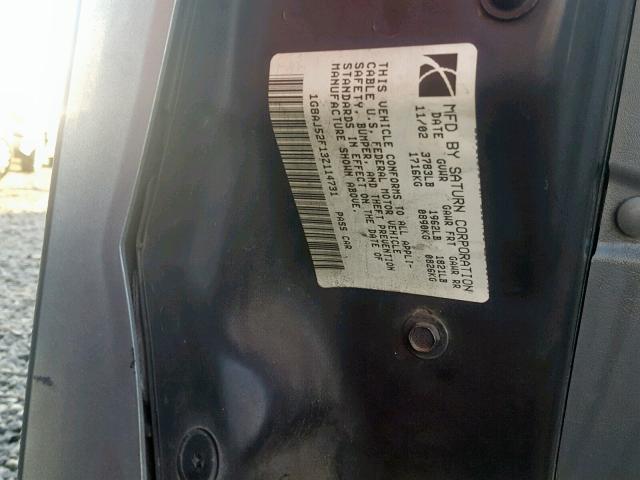 MFD BY SATURN CORPORATION
DATE GVWR GAWR FRT GAWR RR
11/02 3783LB 1962LB 1821LB
1716KG 0890KG 0826KG
THIS VEHICLE CONFORMS TO ALL APPLI-
CABLE U.S. FEDERAL MOTOR VEHICLE
SAFETY, BUMPER, AND THEFT PREVENTION
STANDARDS IN EFFECT ON THE DATE OF
MANUFACTURE SHOWN ABOVE.
1G8AJ52F13Z114731 PASS CAR